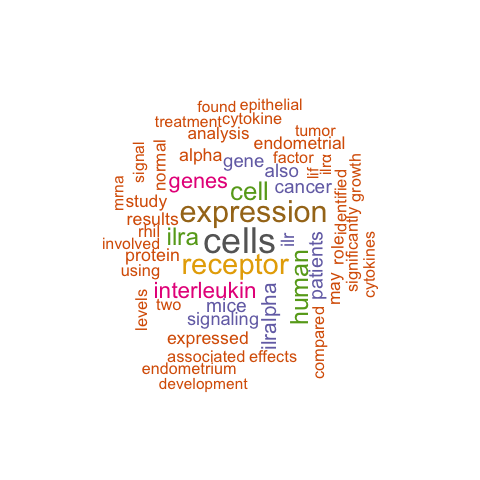 found epithelial
treatment cytokine
analysis tumor
endometrial
signal normal alpha gene factor lif ilrα
also
mrna genes cell cancer identified growth
study
results expression
rhil ilra cells ilr role significantly
involved
protein receptor human patients may cytokines
using
interleukin
levels two mice ilralpha
signaling
expressed compared
associated effects
endometrium
development